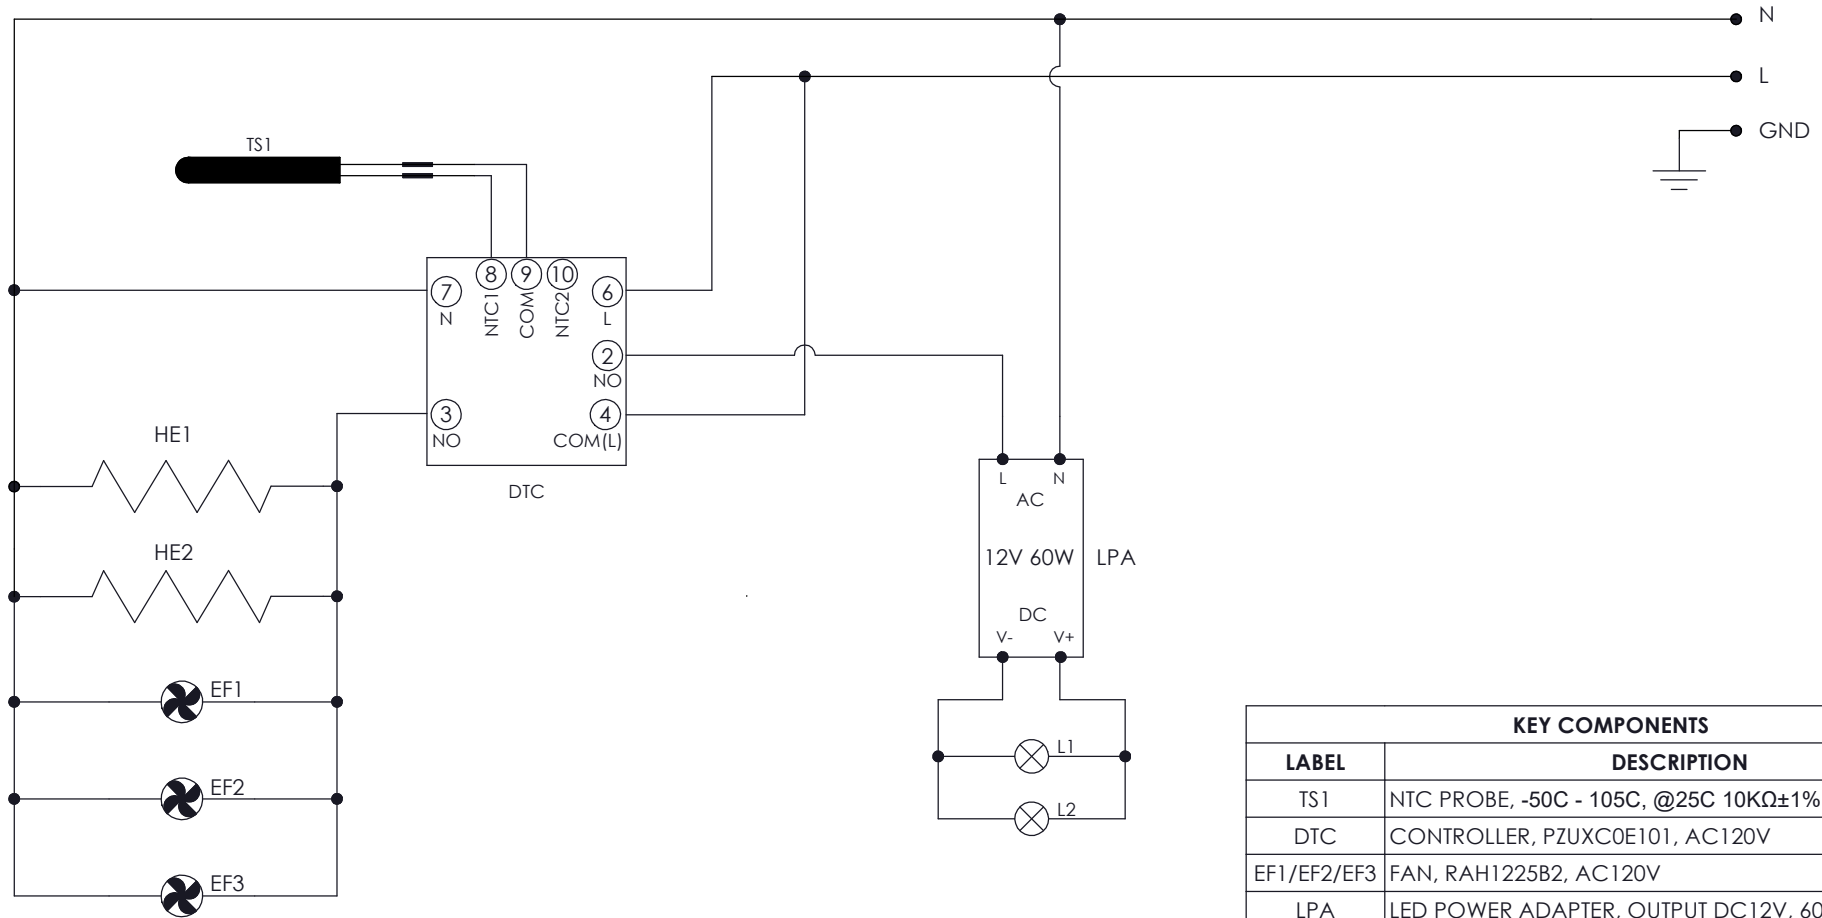 N
L
GND
TS1
8 9 10
7 6
N NTC1 COM NTC2 L
2
NO
3 4
NO COM(L)
DTC
HE1
HE2
EF1
EF2
EF3
L N
AC
12V 60W LPA
DC
V- V+
L1
L2
KEY COMPONENTS
LABEL DESCRIPTION
TS1 NTC PROBE, -50C - 105C, @25C 10KΩ±1%
DTC CONTROLLER, PZUXC0E101, AC120V
EF1/EF2/EF3 FAN, RAH1225B2, AC120V
LPA LED POWER ADAPTER, OUTPUT DC12V, 60